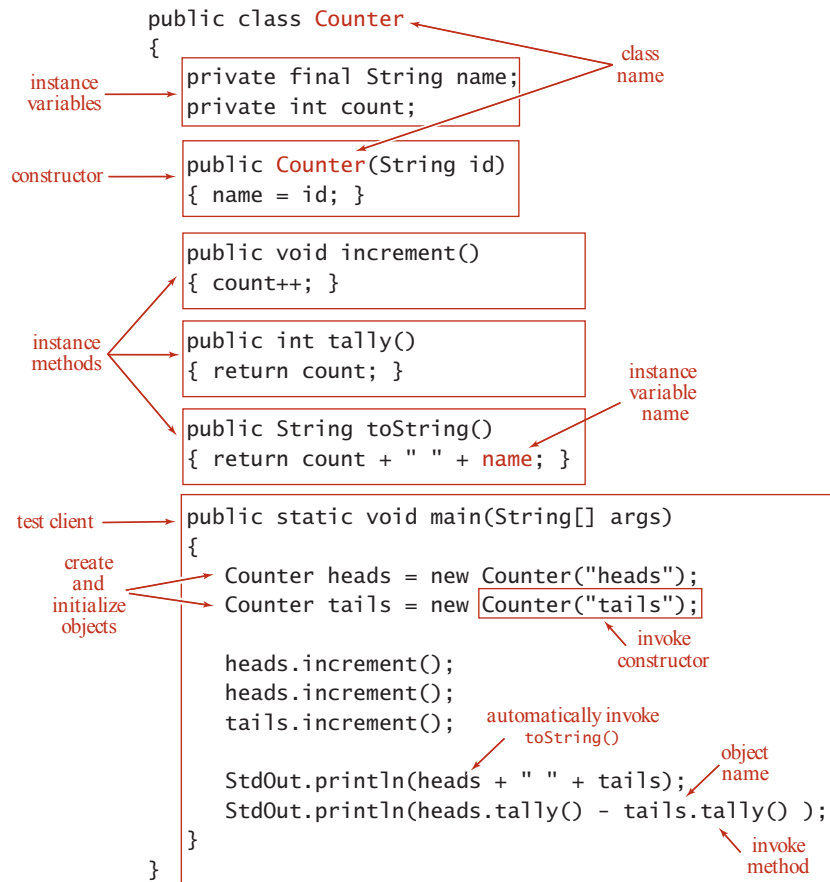 public class Counter
{
class
name
instance
variables
private final String name;
private int count;
constructor
public Counter(String id)
{ name = id; }
public void increment()
{ count++; }
instance
methods
public int tally()
{ return count; }
instance
variable
name
public String toString()
{ return count + " " + name; }
test client
public static void main(String[] args)
{
create
and
initialize
objects
Counter heads = new Counter("heads");
Counter tails = new Counter("tails");
invoke
constructor
heads.increment();
heads.increment();
tails.increment();
automatically invoke
toString()
object
name
StdOut.println(heads + " " + tails);
StdOut.println(heads.tally() - tails.tally() );
}
invoke
method
}